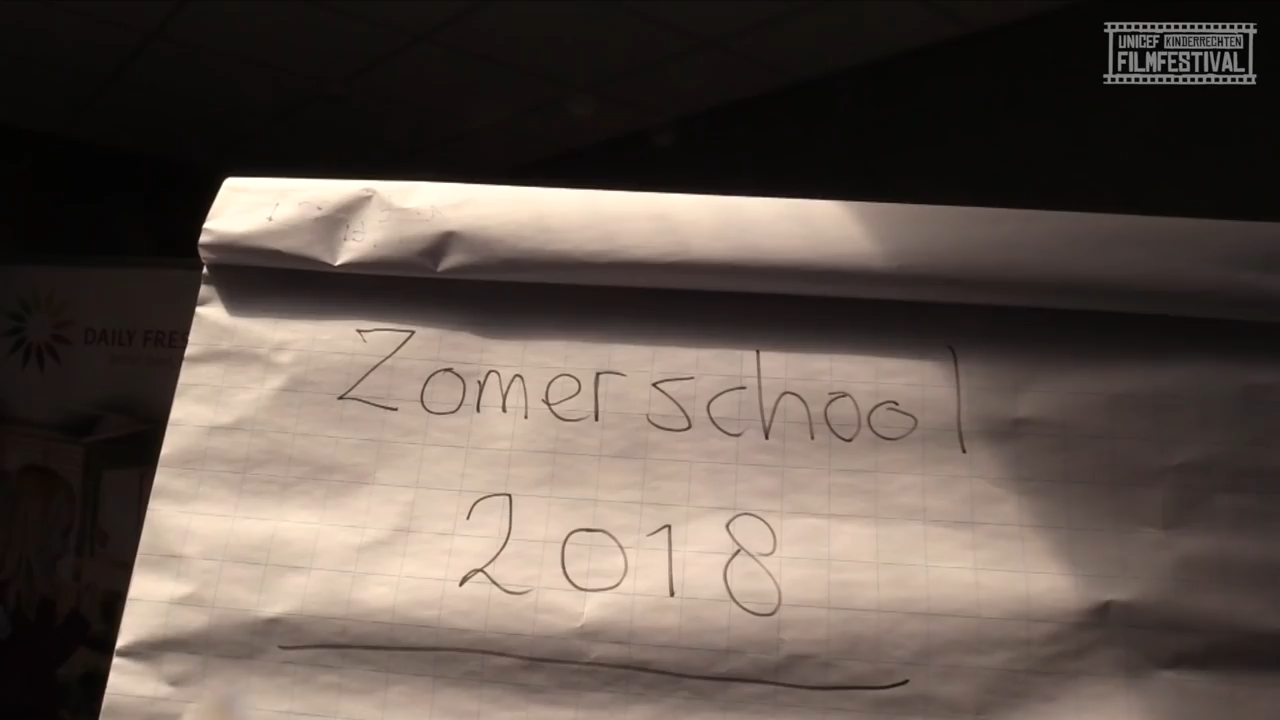 UNICEF KINDERRECHTEN
FILMFESTIVAL
DAILY FRES
Zomerschool
2018